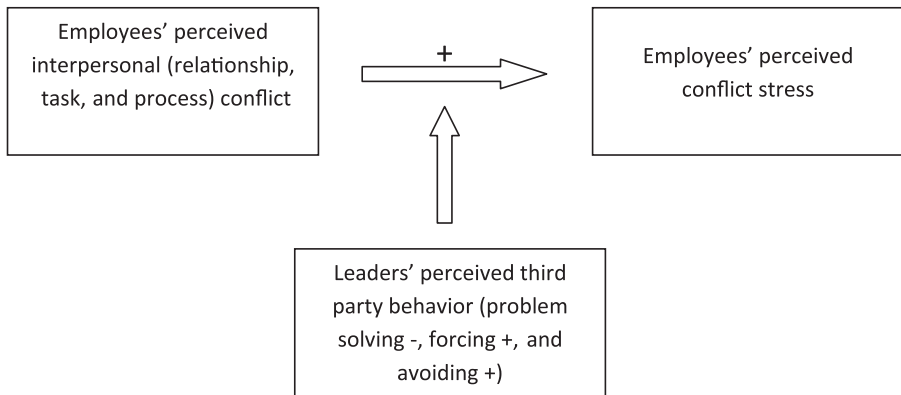 Employees’ perceived
interpersonal (relationship,
task, and process) conflict
+
Employees’ perceived
conflict stress
Leaders’ perceived third
party behavior (problem
solving -, forcing +, and
avoiding +)